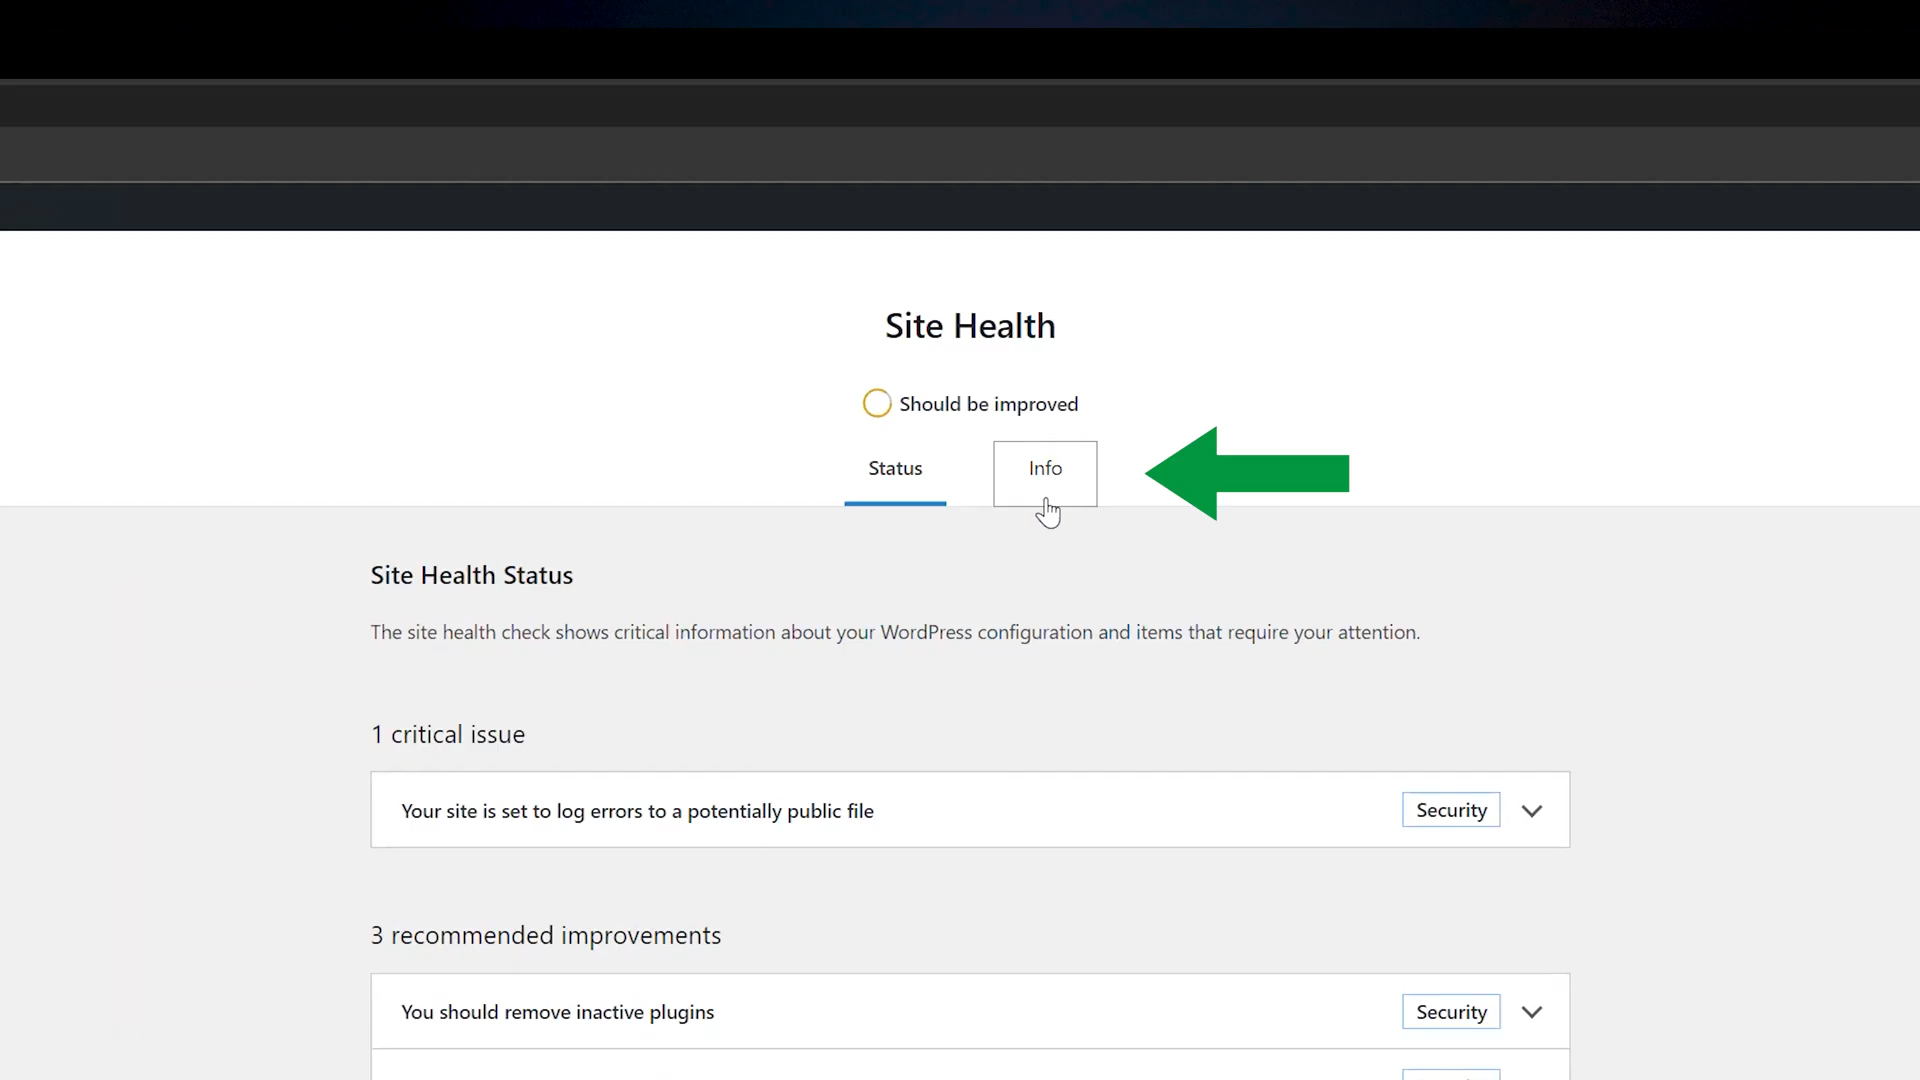 Site Health
Should be improved
Status
Info
Site Health Status
The site health check shows critical information about your WordPress configuration and items that require your attention.
1 critical issue
Your site is set to log errors to a potentially public file
Security
3 recommended improvements
You should remove inactive plugins
Security